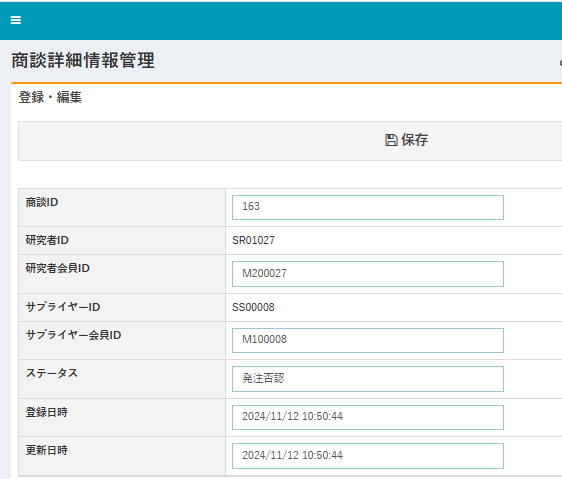 商談詳細情報管理
登録・編集
保存
商談ID 163
研究者ID SR01027
研究者会員ID M200027
サプライヤーID SS00008
サプライヤー会員ID M100008
ステータス 発注否認
登録日時 2024/11/12 10:50:44
更新日時 2024/11/12 10:50:44